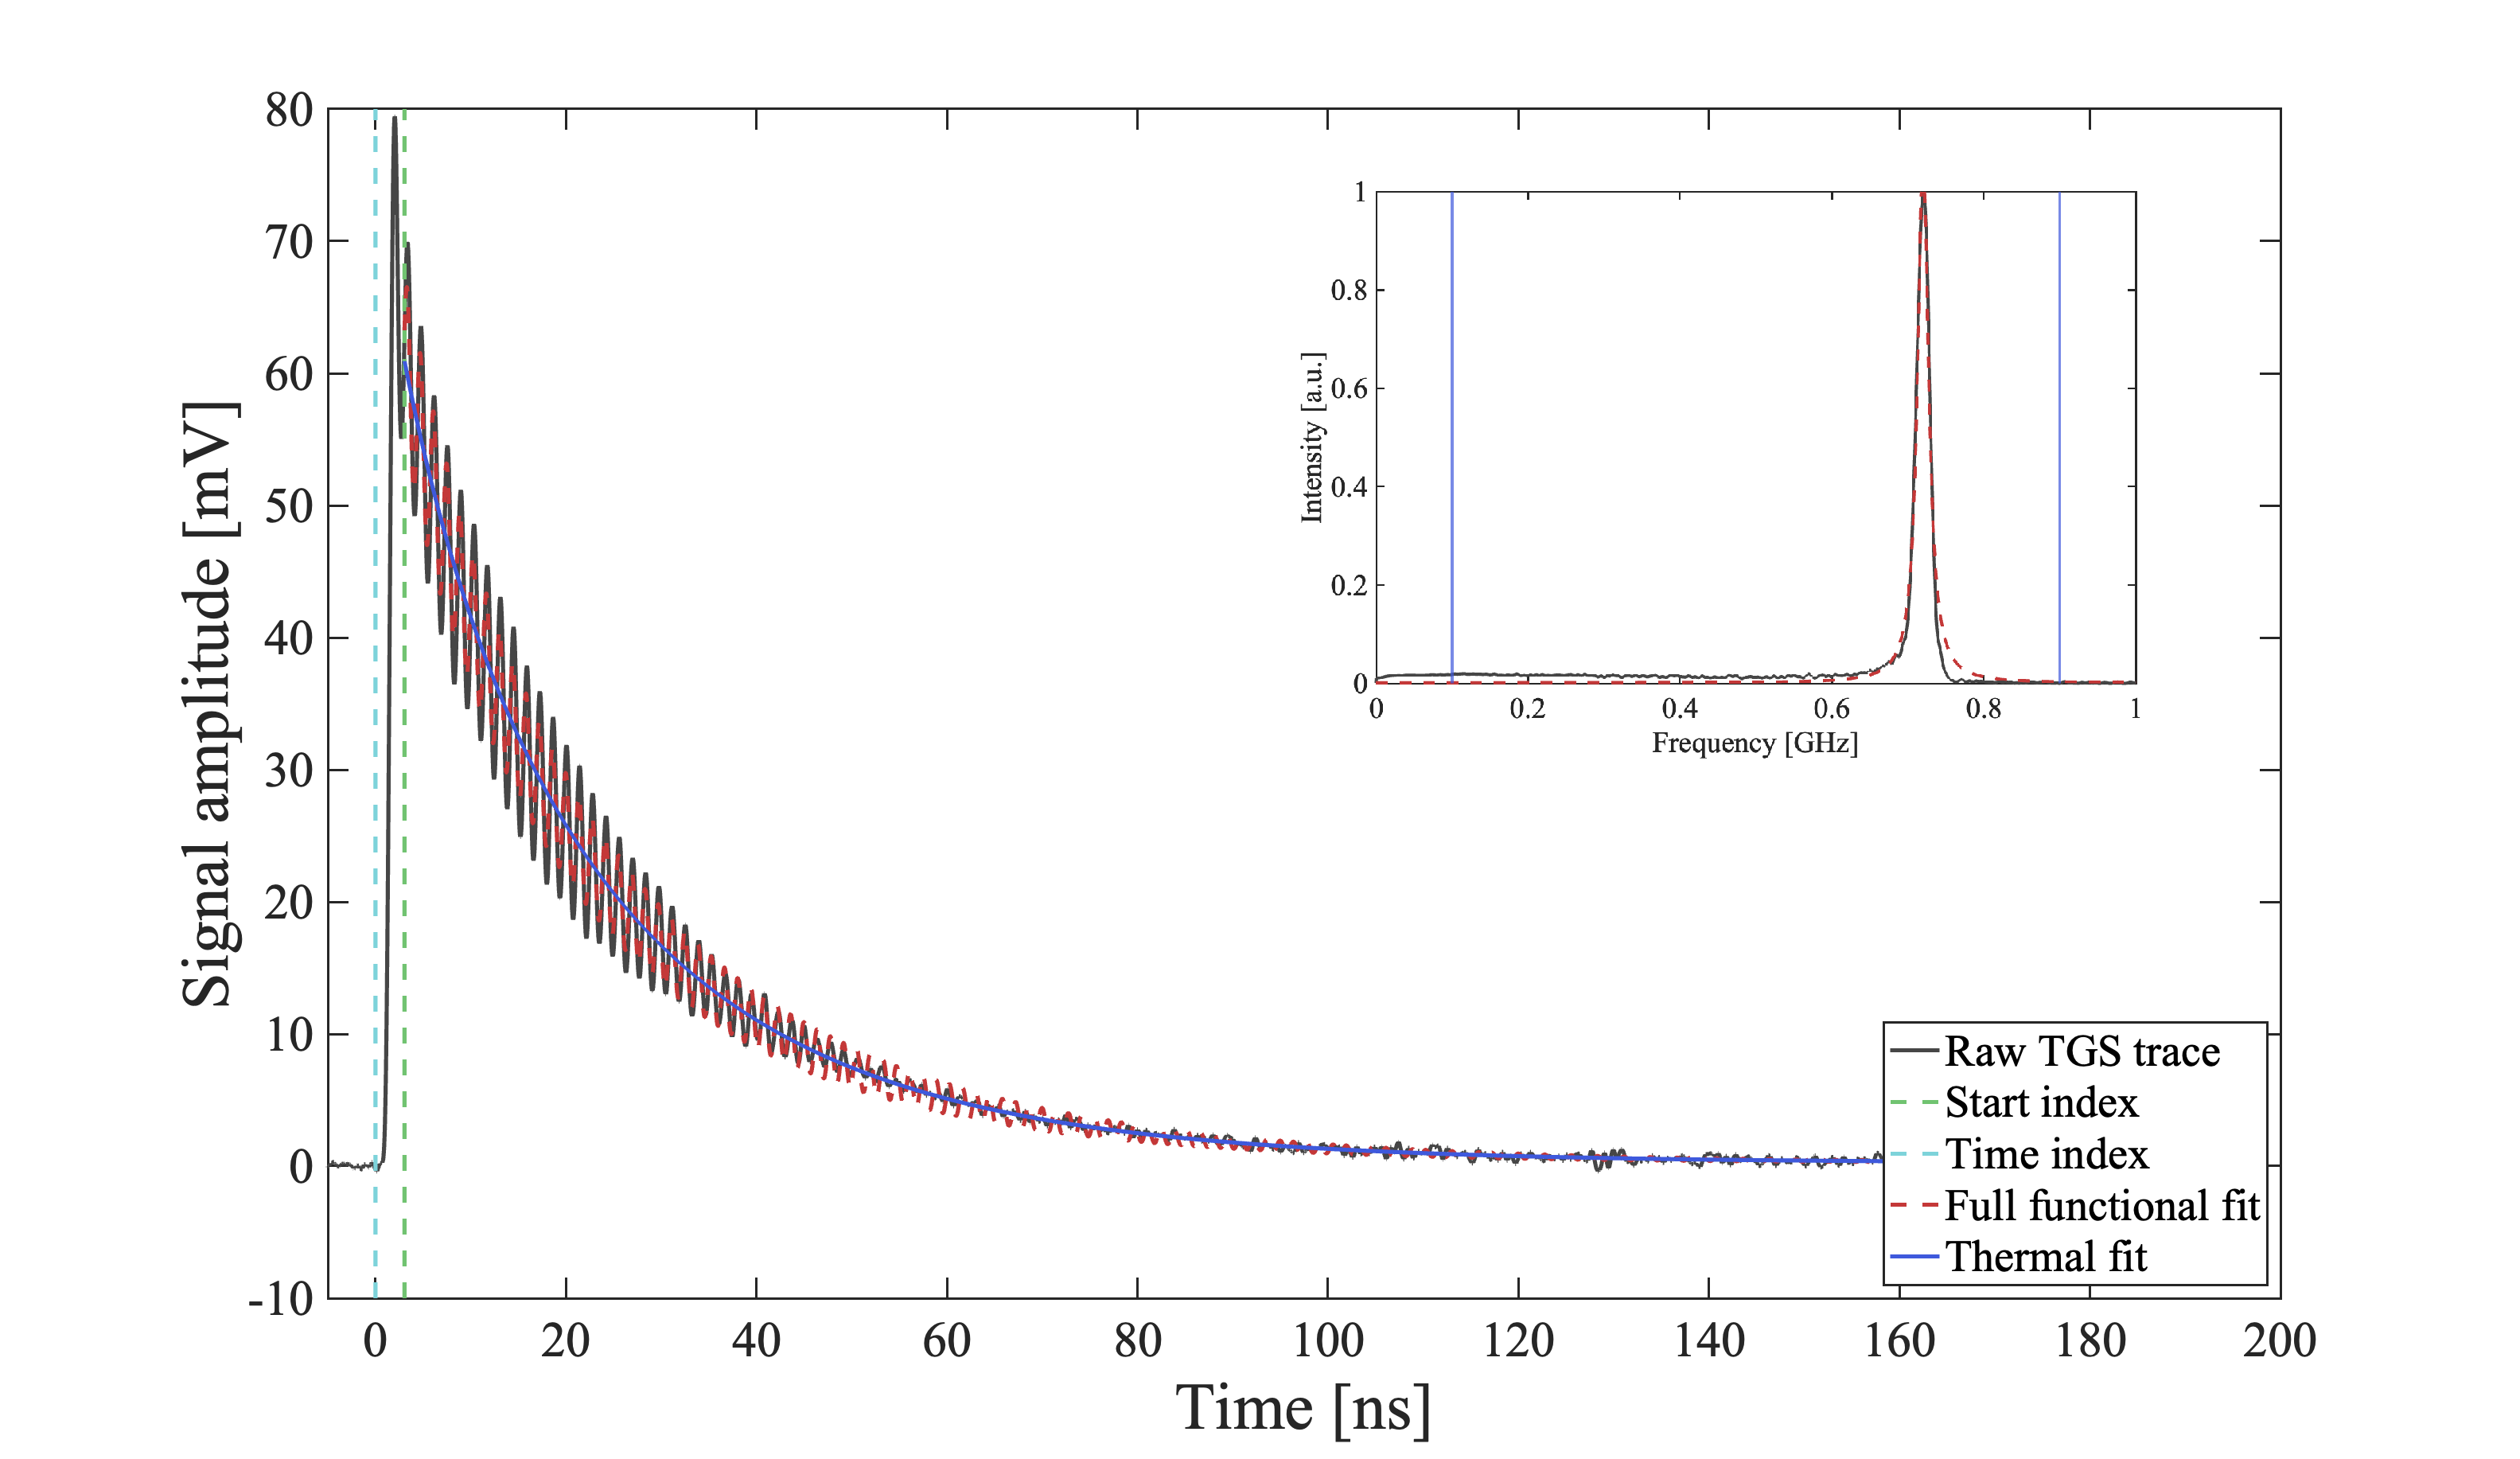 80
70
60
50
40
30
20
10
0
-10
Signal amplitude [mV]
0 20 40 60 80 100 120 140 160 180 200
Time [ns]
1
0.8
0.6
0.4
0.2
0
Intensity [a.u.]
0 0.2 0.4 0.6 0.8 1
Frequency [GHz]
Raw TGS trace
Start index
Time index
Full functional fit
Thermal fit